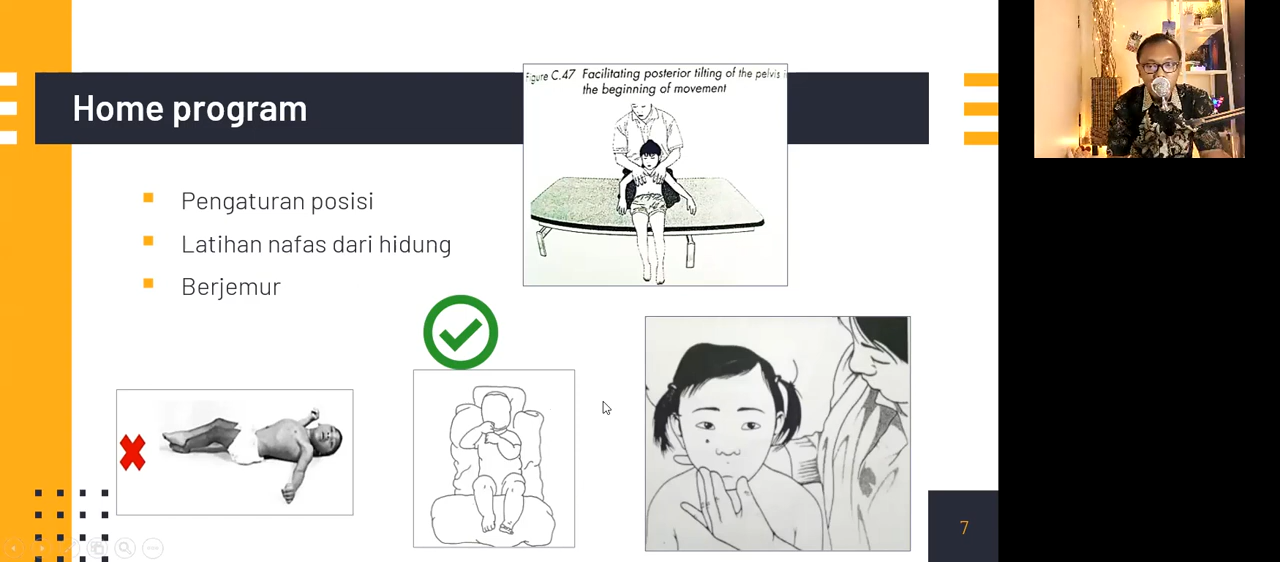 Home program
Figure C.47 Facilitating posterior tilting of the pelvis i
the beginning of movement
Pengaturan posisi
Latihan nafas dari hidung
Berjemur
7